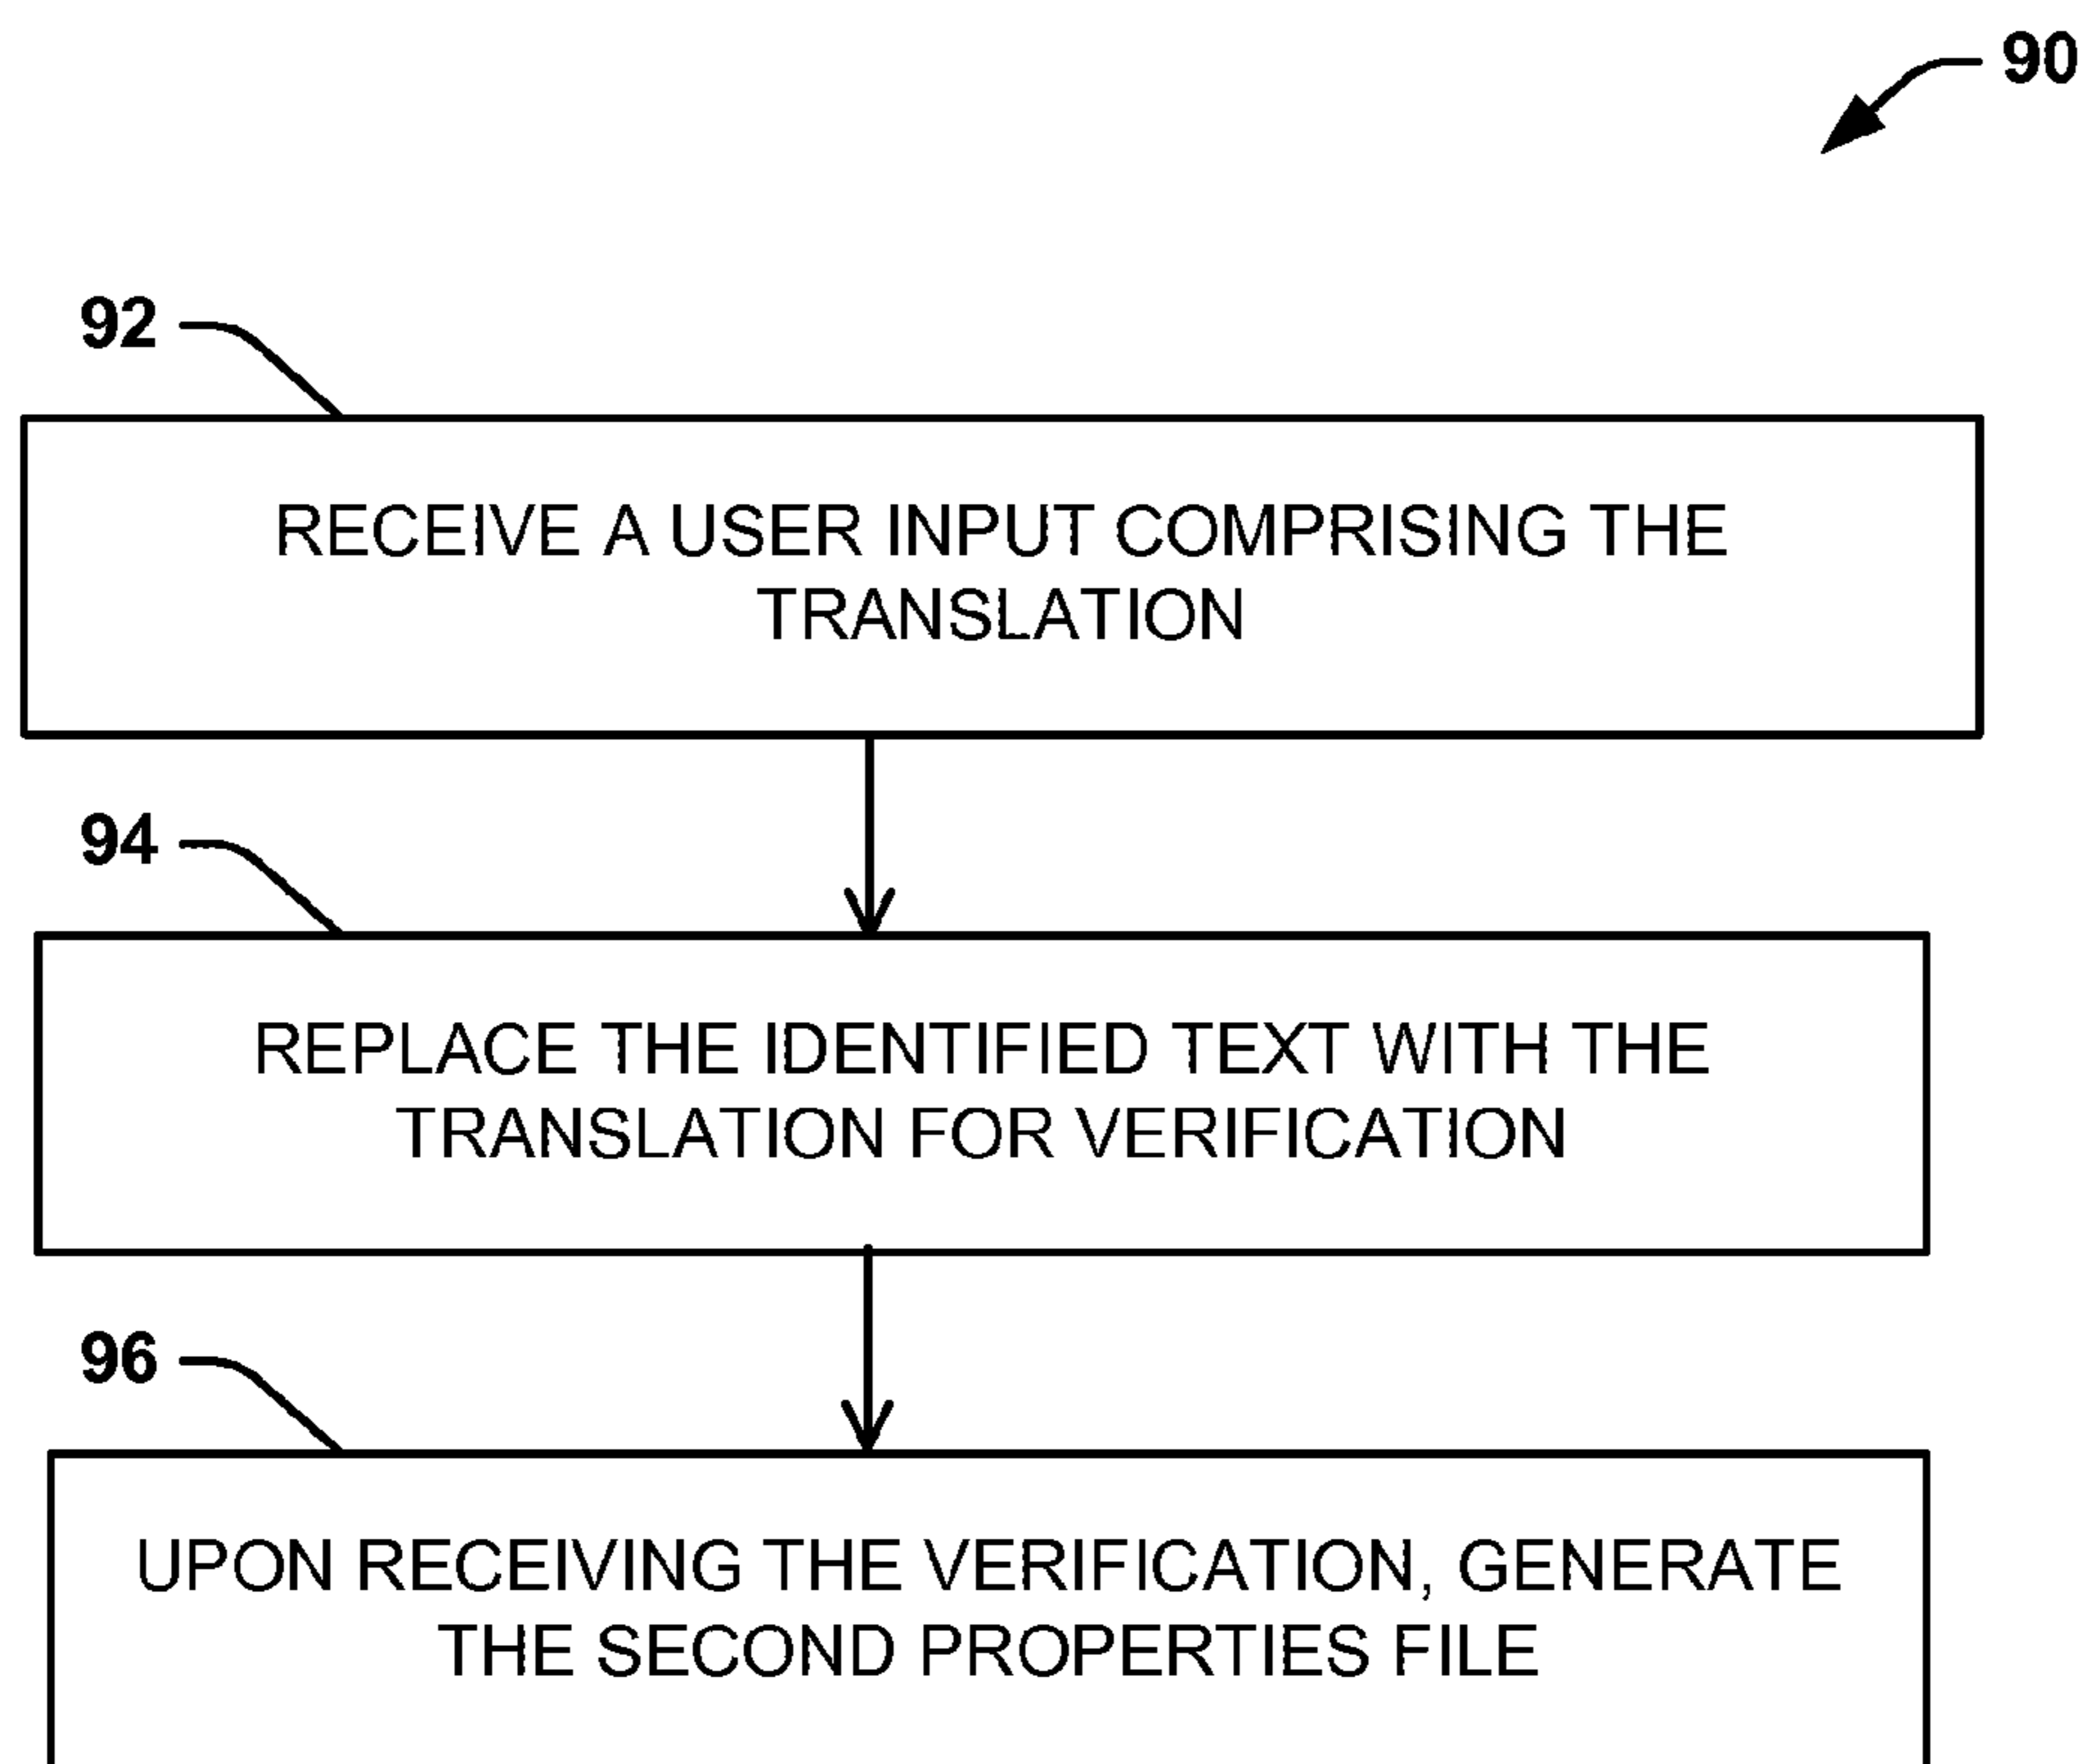 90
92
RECEIVE A USER INPUT COMPRISING THE
TRANSLATION
94
REPLACE THE IDENTIFIED TEXT WITH THE
TRANSLATION FOR VERIFICATION
96
UPON RECEIVING THE VERIFICATION, GENERATE
THE SECOND PROPERTIES FILE